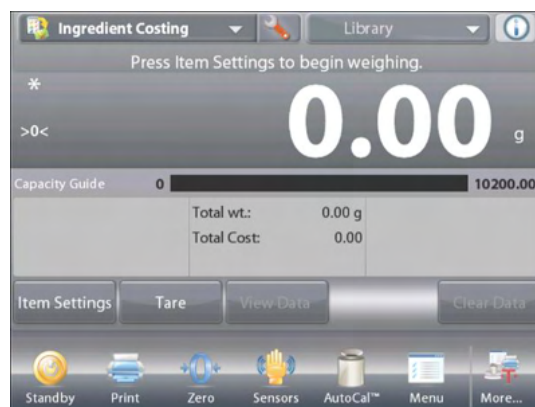 Ingredient Costing Library
Press Item Settings to begin weighing.
*
>0< 0.00 g
Capacity Guide 0 10200.00
Total wt.: 0.00 g
Total Cost: 0.00
Item Settings Tare View Data Clear Data
Standby Print Zero Sensors AutoCal™ Menu More...